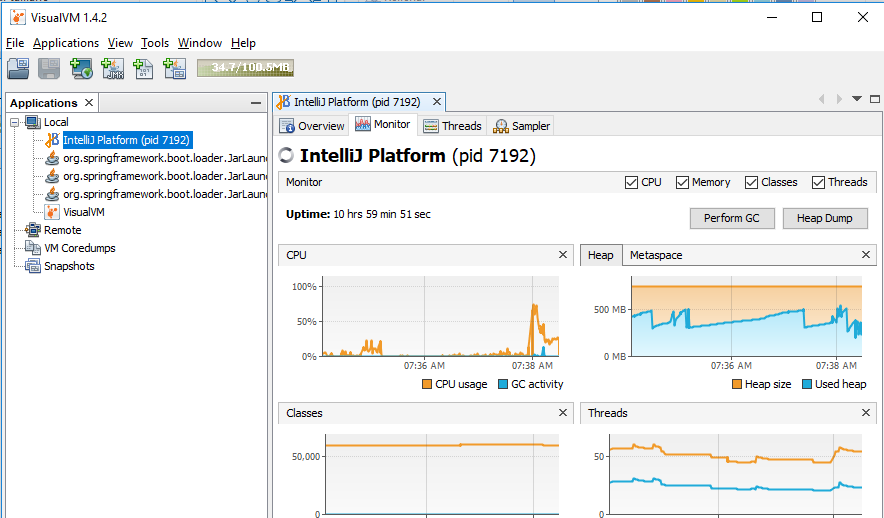 VisualVM 1.4.2
File Applications View Tools Window Help
34.7/100.5MB
Applications
IntelliJ Platform (pid 7192)
Local
IntelliJ Platform (pid 7192)
org.springframework.boot.loader.JarLaun
org.springframework.boot.loader.JarLaun
org.springframework.boot.loader.JarLaun
VisualVM
Remote
VM Coredumps
Snapshots
Overview Monitor Threads Sampler
IntelliJ Platform (pid 7192)
Monitor CPU Memory Classes Threads
Uptime: 10 hrs 59 min 51 sec
Perform GC Heap Dump
CPU
100%
50%
0%
07:36 AM 07:38 AM
CPU usage GC activity
Heap Metaspace
500 MB
0 MB
07:36 AM 07:38 AM
Heap size Used heap
Classes
50,000
0
Threads
50
0